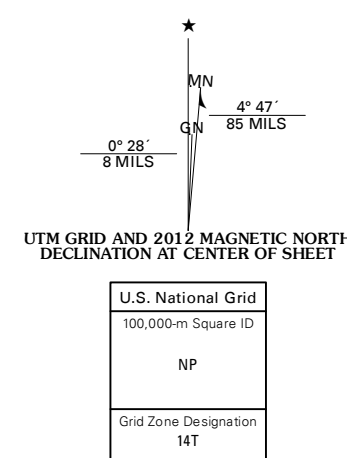 ★
MN
4° 47´
85 MILS
GN
0° 28´
8 MILS
UTM GRID AND 2012 MAGNETIC NORTH
DECLINATION AT CENTER OF SHEET
U.S. National Grid
100,000-m Square ID
NP
Grid Zone Designation
14T